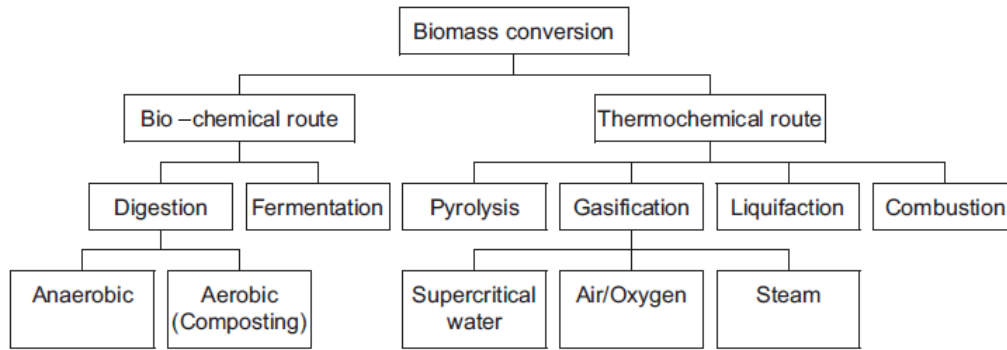 Biomass conversion
Bio –chemical route
Thermochemical route
Digestion
Fermentation
Pyrolysis
Gasification
Liquifaction
Combustion
Anaerobic
Aerobic
(Composting)
Supercritical
water
Air/Oxygen
Steam